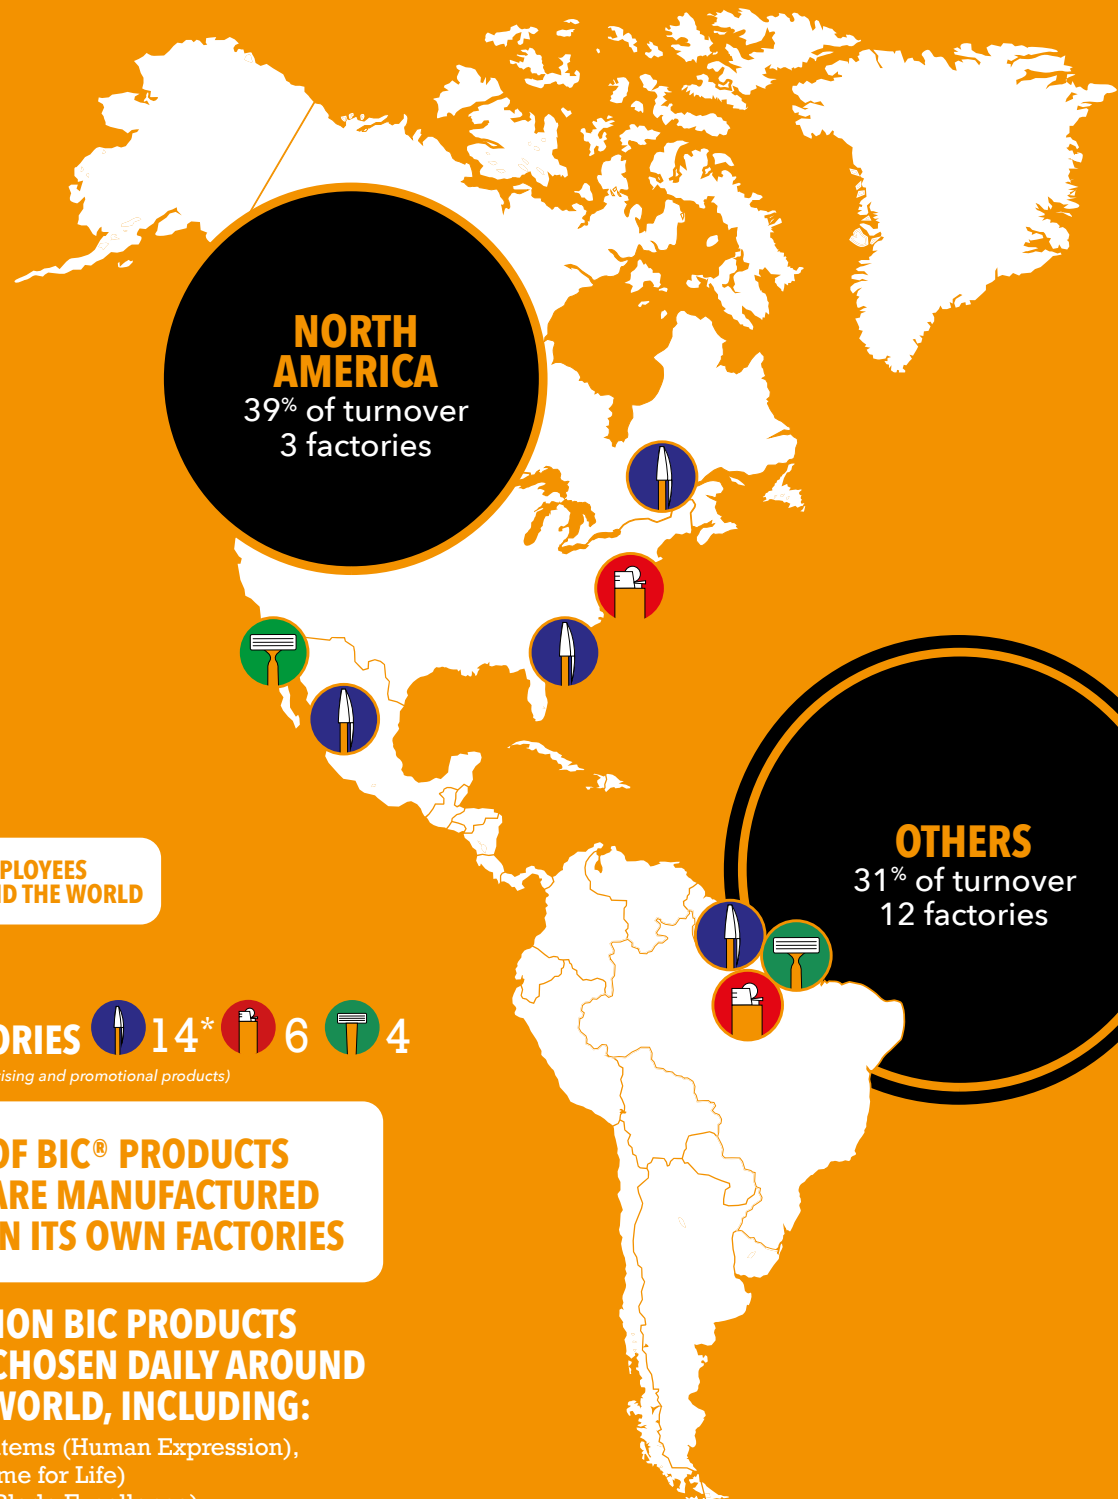 NORTH
AMERICA
39% of turnover
3 factories
OTHERS
31% of turnover
12 factories
PLOYEES
D THE WORLD
ORIES 14* 6 4
ising and promotional products)
OF BIC® PRODUCTS
ARE MANUFACTURED
N ITS OWN FACTORIES
ION BIC PRODUCTS
CHOSEN DAILY AROUND
WORLD, INCLUDING:
tems (Human Expression),
me for Life)